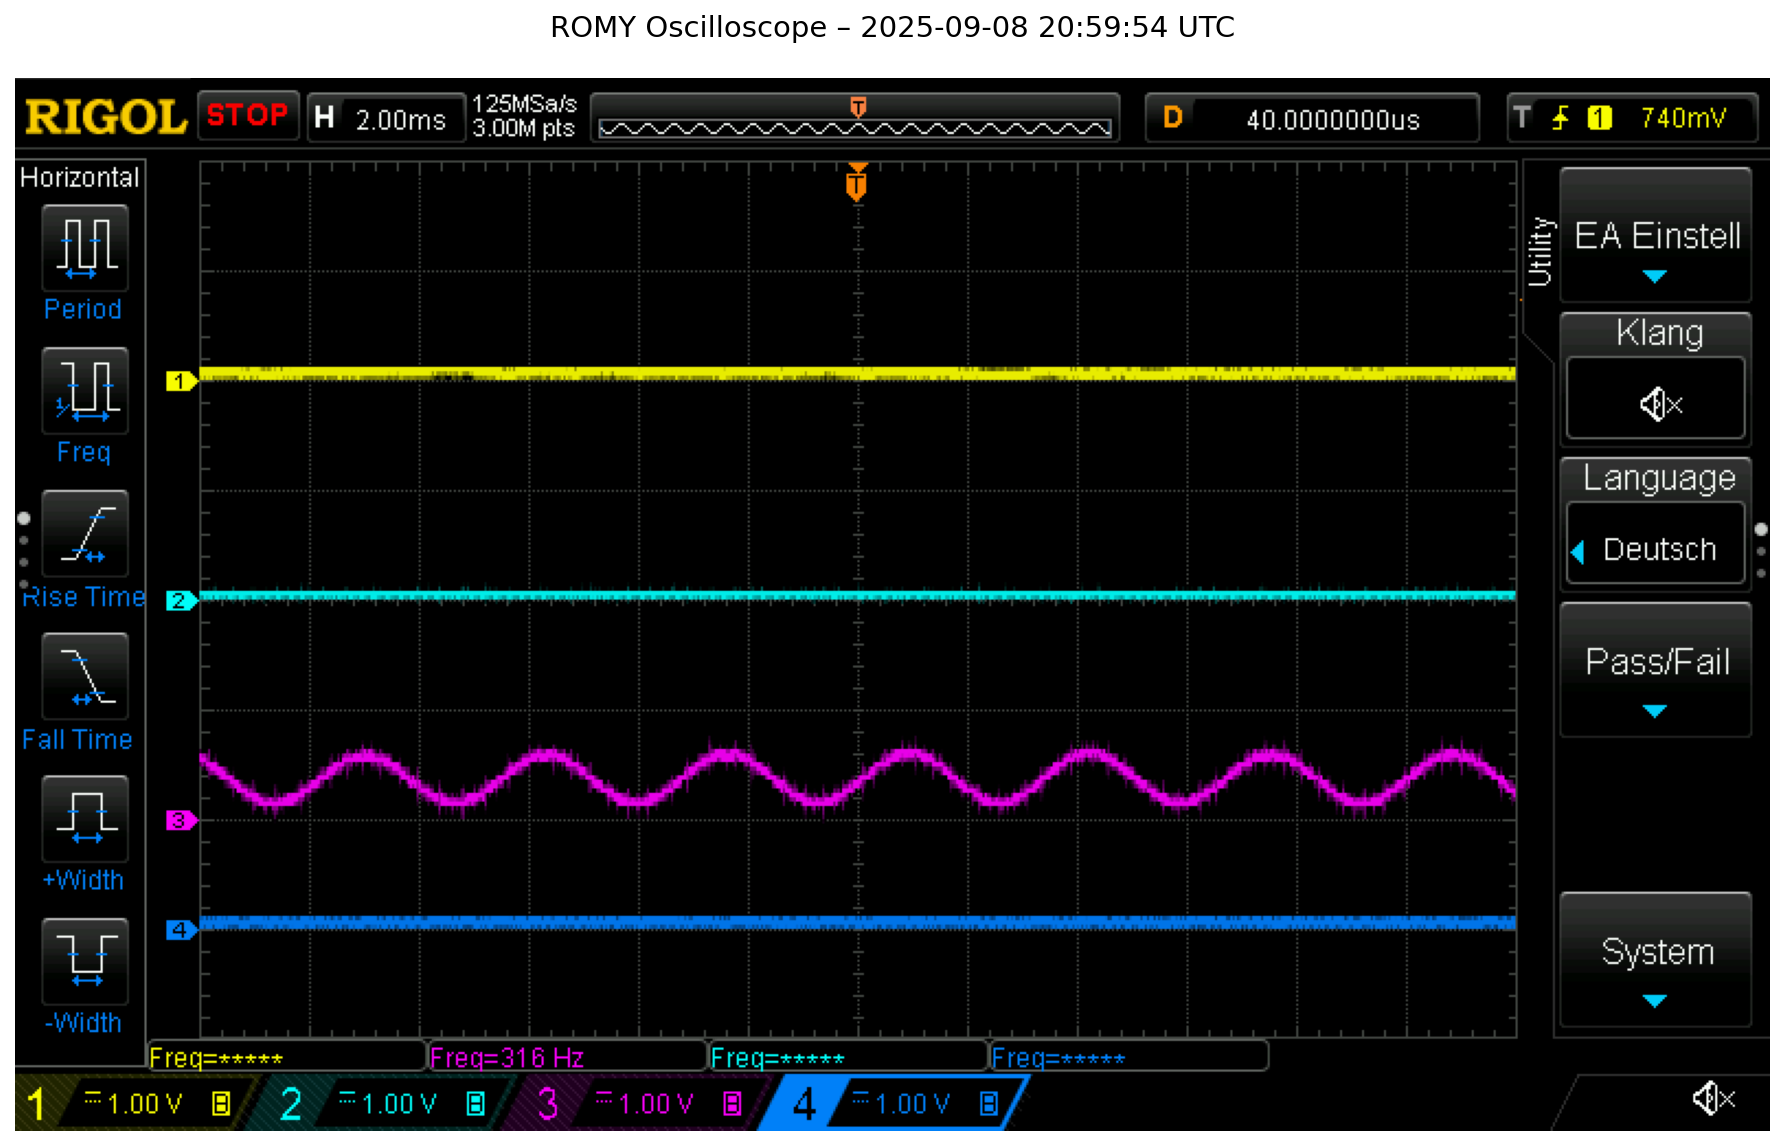 ROMY Oscilloscope – 2025-09-08 20:59:54 UTC
RIGOL STOP H 2.00ms 125MSa/s 3.00M pts T D 40.0000000us T 1 740mV
Horizontal
Period
Freq
Rise Time
Fall Time
+Width
-Width
T
1
2
3
4
Utility
EA Einstell
Klang
Language
Deutsch
Pass/Fail
System
Freq=***** Freq=316 Hz Freq=***** Freq=*****
1 1.00 V B 2 1.00 V B 3 1.00 V B 4 1.00 V B